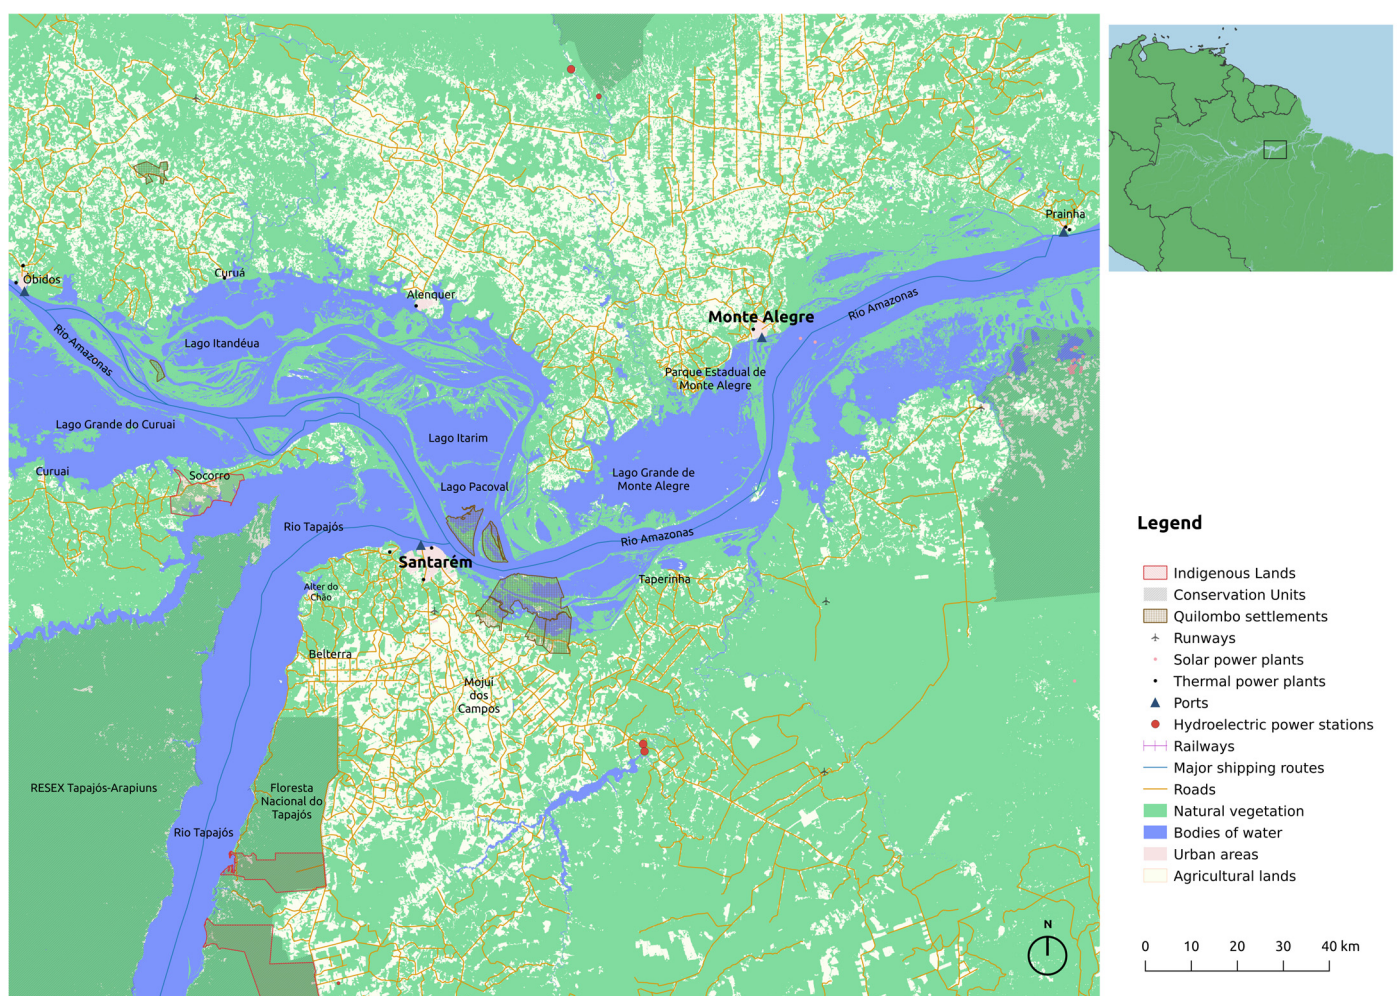 Prainha
Óbidos
Curuá
Alenquer
Rio Amazonas
Monte Alegre
Rio Amazonas
Lago Itandéua
Parque Estadual de
Monte Alegre
Lago Grande do Curuai
Lago Itarim
Curuai
Socorro
Lago Pacoval
Lago Grande de
Monte Alegre
Rio Tapajós
Rio Amazonas
Santarém
Taperinha
Alter do
Chão
Belterra
Mojuí
dos
Campos
RESEX Tapajós-Arapiuns
Floresta
Nacional do
Tapajós
Rio Tapajós
N
Legend
Indigenous Lands
Conservation Units
Quilombo settlements
Runways
Solar power plants
Thermal power plants
Ports
Hydroelectric power stations
Railways
Major shipping routes
Roads
Natural vegetation
Bodies of water
Urban areas
Agricultural lands
0 10 20 30 40 km